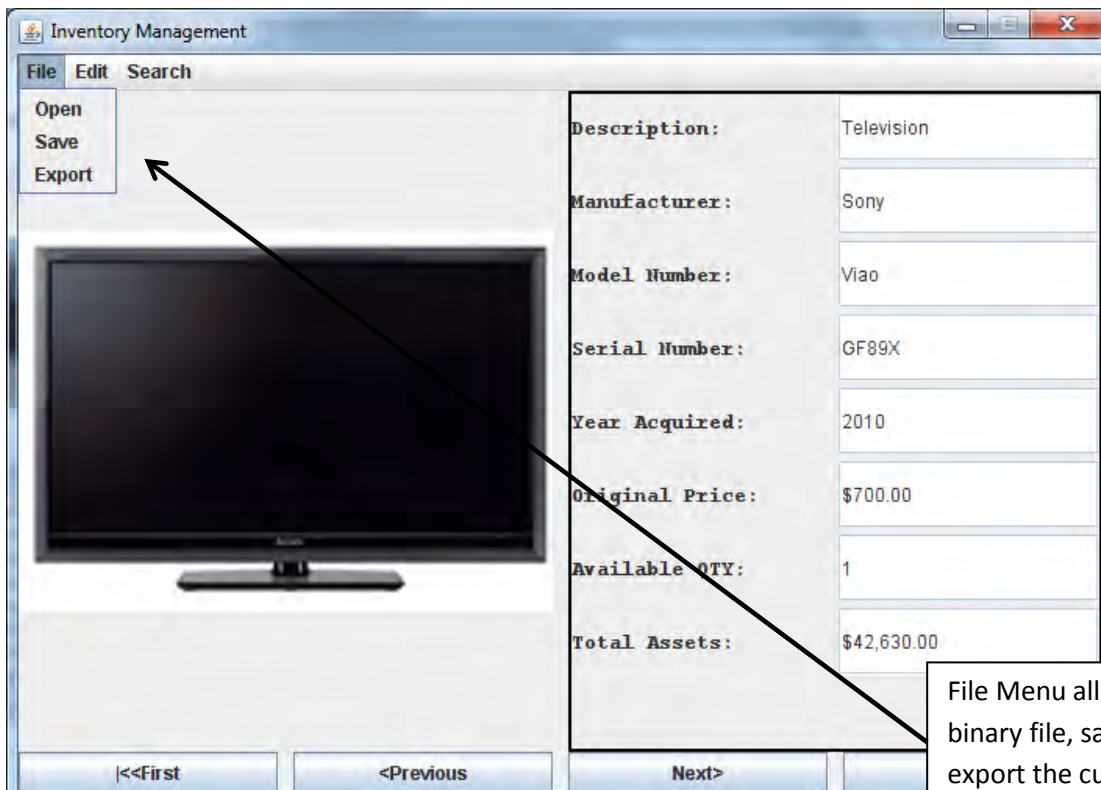 Inventory Management
File Edit Search
Open
Save
Export
Description: Television
Manufacturer: Sony
Model Number: Viao
Serial Number: GF89X
Year Acquired: 2010
Original Price: $700.00
Available QTY: 1
Total Assets: $42,630.00
File Menu all
binary file, sa
export the cu
|<<First <Previous Next>